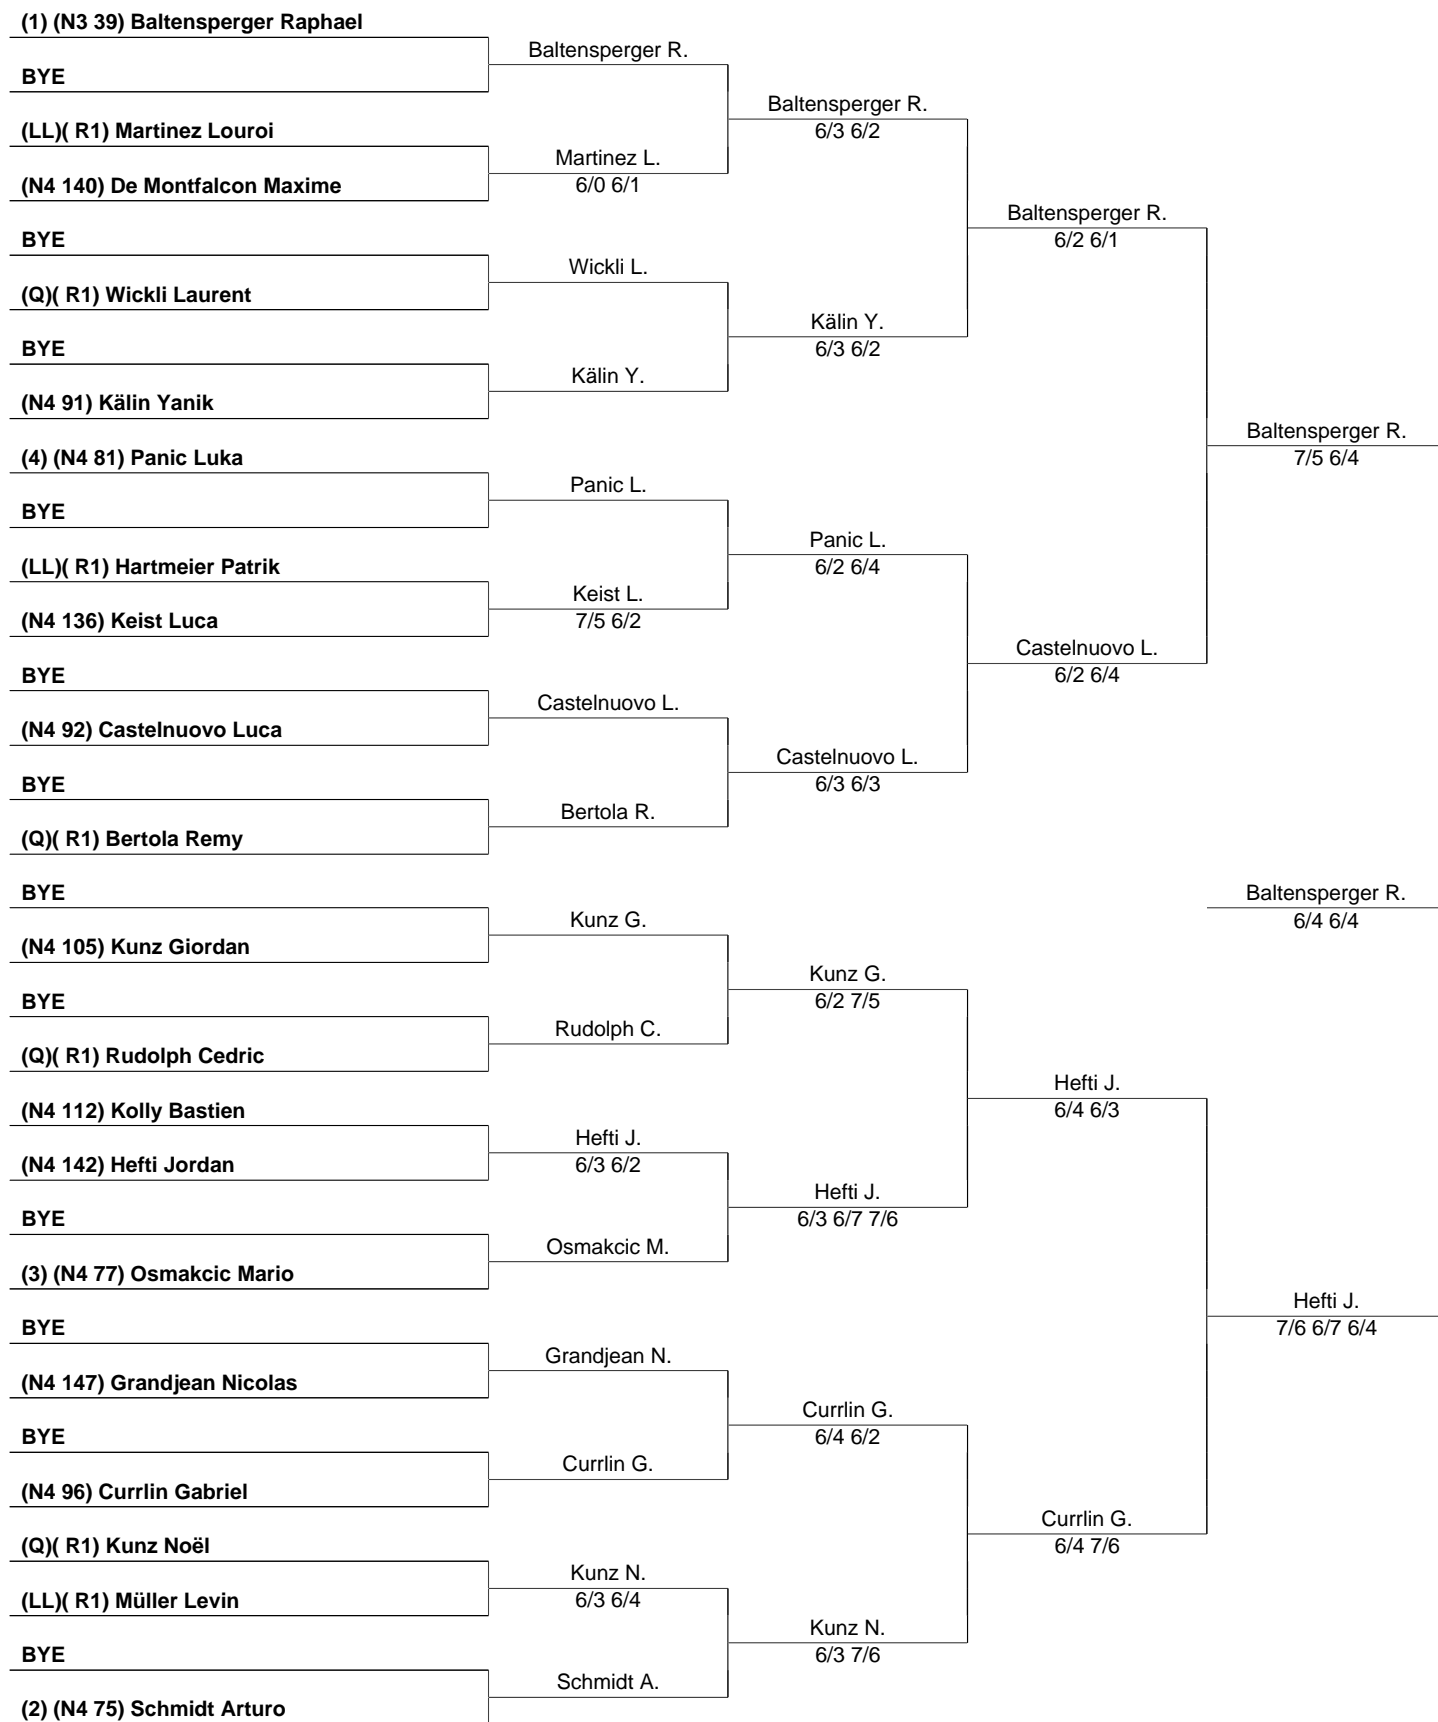 (1) (N3 39) Baltensperger Raphael
BYE
(LL)( R1) Martinez Louroi
(N4 140) De Montfalcon Maxime
BYE
(Q)( R1) Wickli Laurent
BYE
(N4 91) Kälin Yanik
(4) (N4 81) Panic Luka
BYE
(LL)( R1) Hartmeier Patrik
(N4 136) Keist Luca
BYE
(N4 92) Castelnuovo Luca
BYE
(Q)( R1) Bertola Remy
BYE
(N4 105) Kunz Giordan
BYE
(Q)( R1) Rudolph Cedric
(N4 112) Kolly Bastien
(N4 142) Hefti Jordan
BYE
(3) (N4 77) Osmakcic Mario
BYE
(N4 147) Grandjean Nicolas
BYE
(N4 96) Currlin Gabriel
(Q)( R1) Kunz Noël
(LL)( R1) Müller Levin
BYE
(2) (N4 75) Schmidt Arturo
Baltensperger R.
Martinez L.
6/0 6/1
Wickli L.
Kälin Y.
Panic L.
Keist L.
7/5 6/2
Castelnuovo L.
Bertola R.
Kunz G.
Rudolph C.
Hefti J.
6/3 6/2
Osmakcic M.
Grandjean N.
Currlin G.
Kunz N.
6/3 6/4
Schmidt A.
Baltensperger R.
6/3 6/2
Kälin Y.
6/3 6/2
Panic L.
6/2 6/4
Castelnuovo L.
6/3 6/3
Kunz G.
6/2 7/5
Hefti J.
6/3 6/7 7/6
Currlin G.
6/4 6/2
Kunz N.
6/3 7/6
Baltensperger R.
6/2 6/1
Castelnuovo L.
6/2 6/4
Hefti J.
6/4 6/3
Currlin G.
6/4 7/6
Baltensperger R.
7/5 6/4
Baltensperger R.
6/4 6/4
Hefti J.
7/6 6/7 6/4